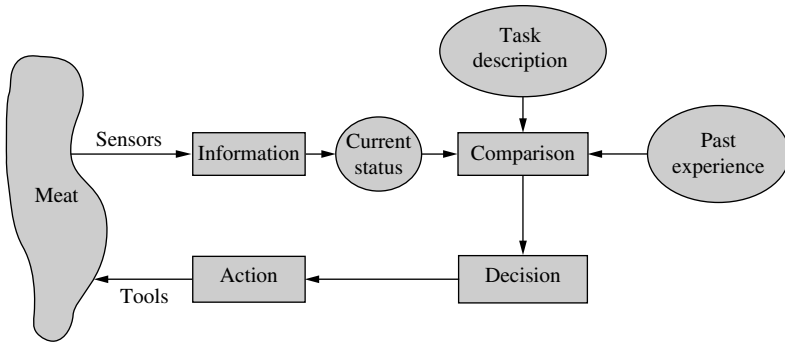 Task
description
Sensors
Information
Current
status
Comparison
Past
experience
Meat
Action
Decision
Tools